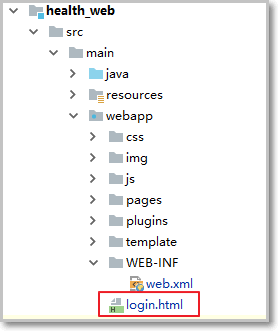 health_web
src
main
java
resources
webapp
css
img
js
pages
plugins
template
WEB-INF
web.xml
login.html